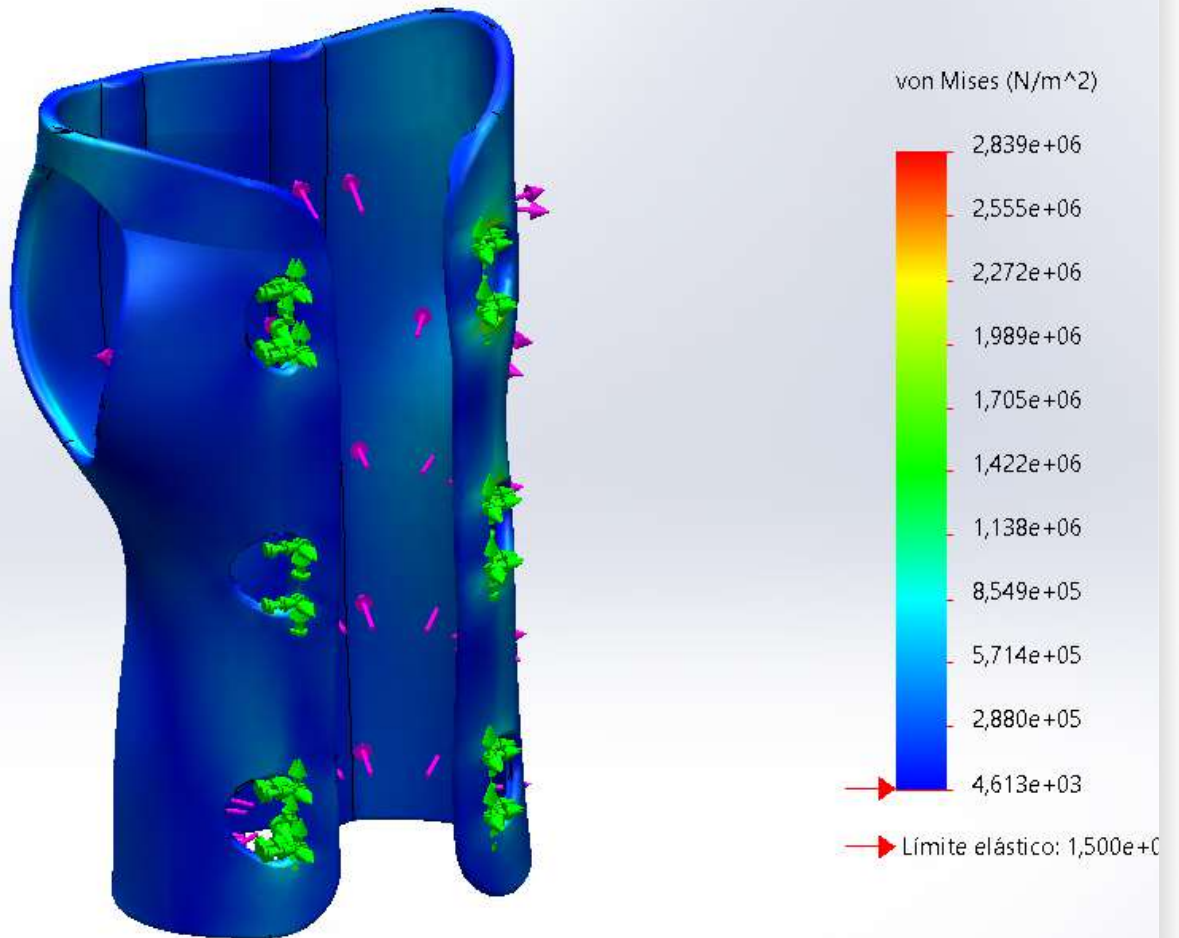 von Mises (N/m^2)
2,839e+06
2,555e+06
2,272e+06
1,989e+06
1,705e+06
1,422e+06
1,138e+06
8,549e+05
5,714e+05
2,880e+05
4,613e+03
Límite elástico: 1,500e+0